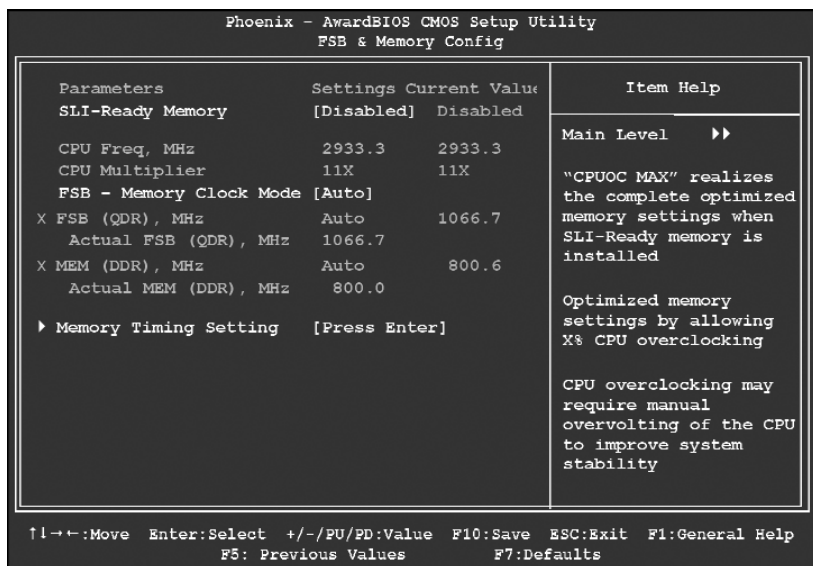 Phoenix - AwardBIOS CMOS Setup Utility
FSB & Memory Config
Parameters Settings Current Value
SLI-Ready Memory [Disabled] Disabled
CPU Freq, MHz 2933.3 2933.3
CPU Multiplier 11X 11X
FSB - Memory Clock Mode [Auto]
X FSB (QDR), MHz Auto 1066.7
Actual FSB (QDR), MHz 1066.7
X MEM (DDR), MHz Auto 800.6
Actual MEM (DDR), MHz 800.0
Memory Timing Setting [Press Enter]
Item Help
Main Level
"CPUOC MAX" realizes
the complete optimized
memory settings when
SLI-Ready memory is
installed
Optimized memory
settings by allowing
X% CPU overclocking
CPU overclocking may
require manual
overvolting of the CPU
to improve system
stability
↑↓→←:Move Enter:Select +/-/PU/PD:Value F10:Save ESC:Exit F1:General Help
F5: Previous Values F7:Defaults